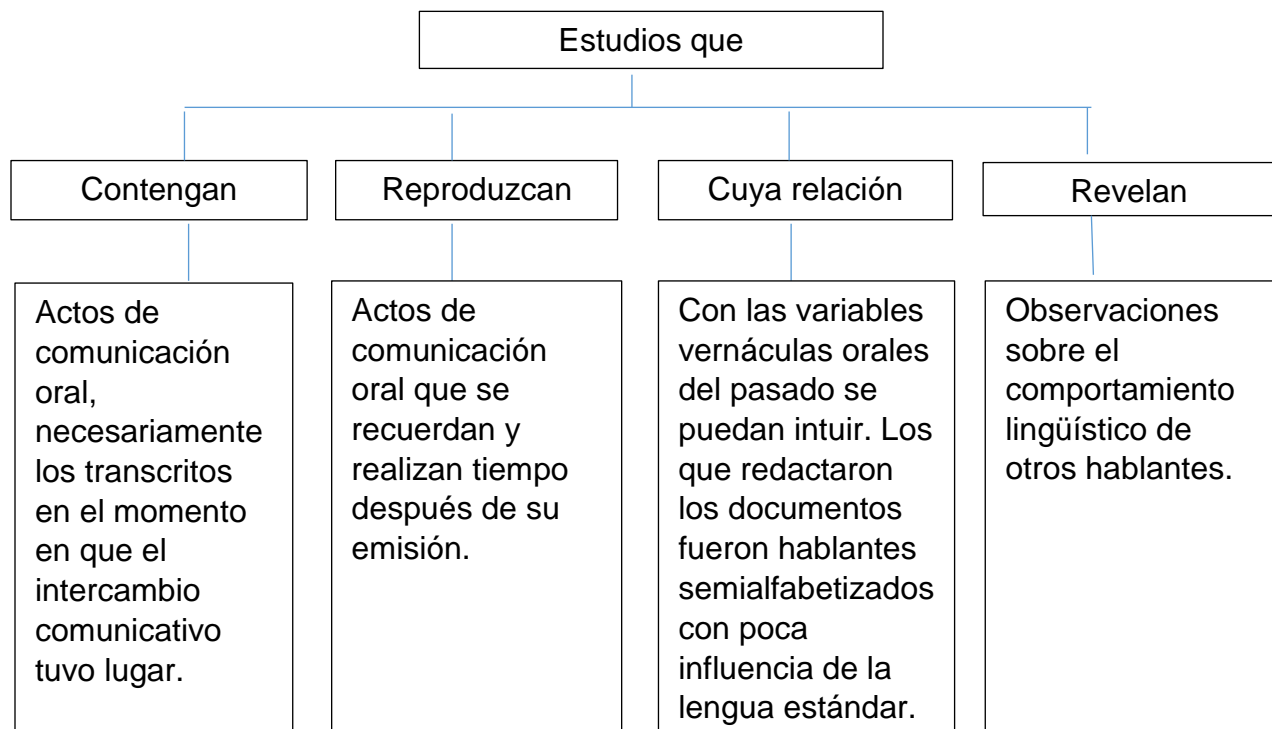 Estudios que
Contengan
Reproduzcan
Cuya relación
Revelan
Actos de
comunicación
oral,
necesariamente
los transcritos
en el momento
en que el
intercambio
comunicativo
tuvo lugar.
Actos de
comunicación
oral que se
recuerdan y
realizan tiempo
después de su
emisión.
Con las variables
vernáculas orales
del pasado se
puedan intuir. Los
que redactaron
los documentos
fueron hablantes
semialfabetizados
con poca
influencia de la
lengua estándar.
Observaciones
sobre el
comportamiento
lingüístico de
otros hablantes.